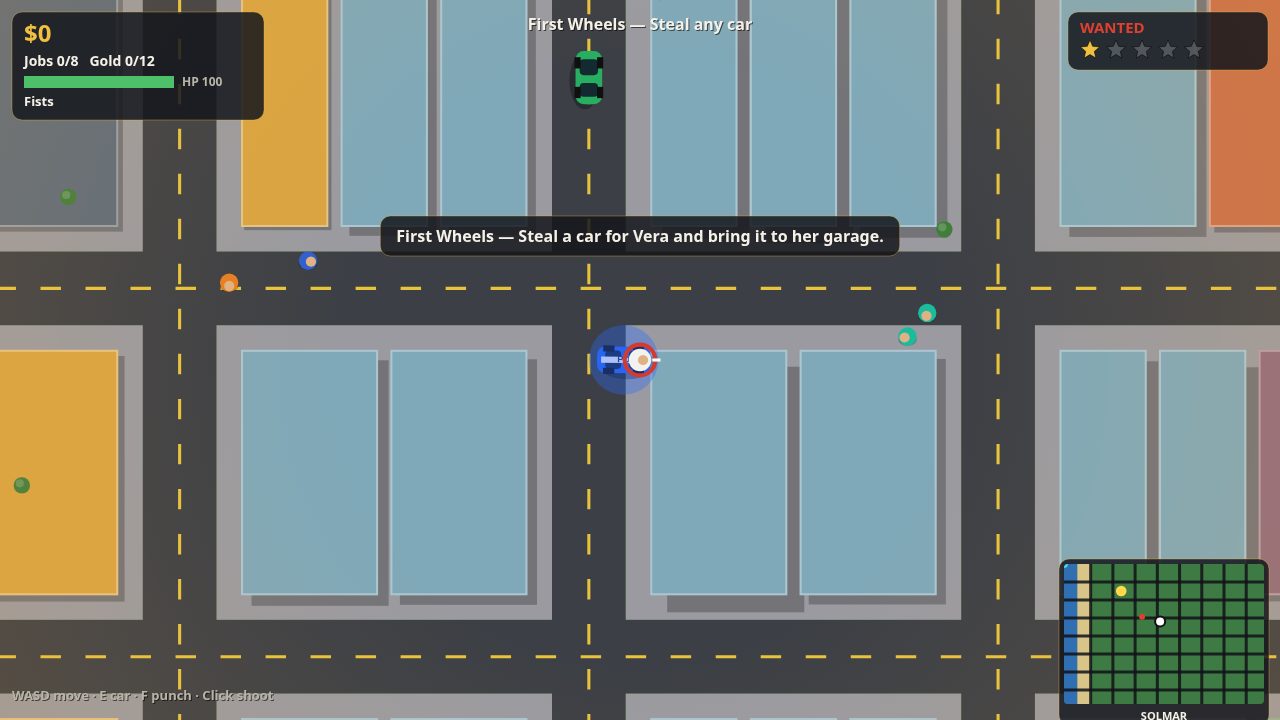 First Wheels — Steal any car
$0
Jobs 0/8 Gold 0/12
HP 100
Fists
WANTED
First Wheels — Steal a car for Vera and bring it to her garage.
WASD move · E car · F punch · Click shoot
SOLMAR